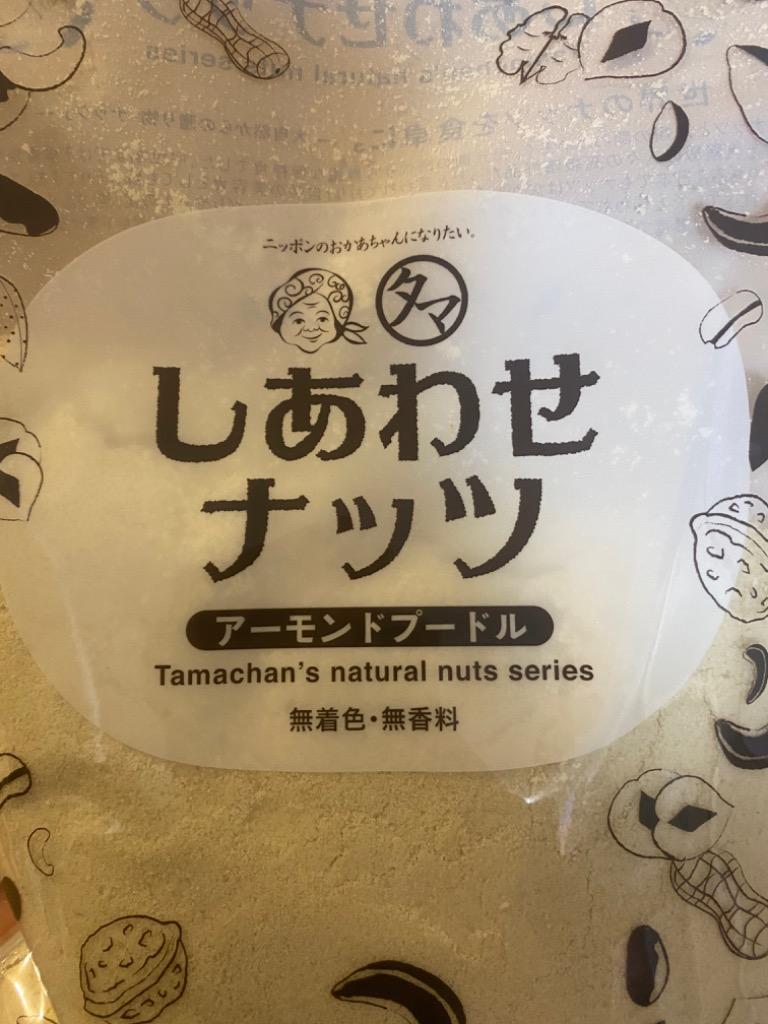 ニッポンのおかあちゃんになりたい。
タマ
しあわせ
ナッツ
アーモンドプードル
Tamachan's natural nuts series
無着色・無香料